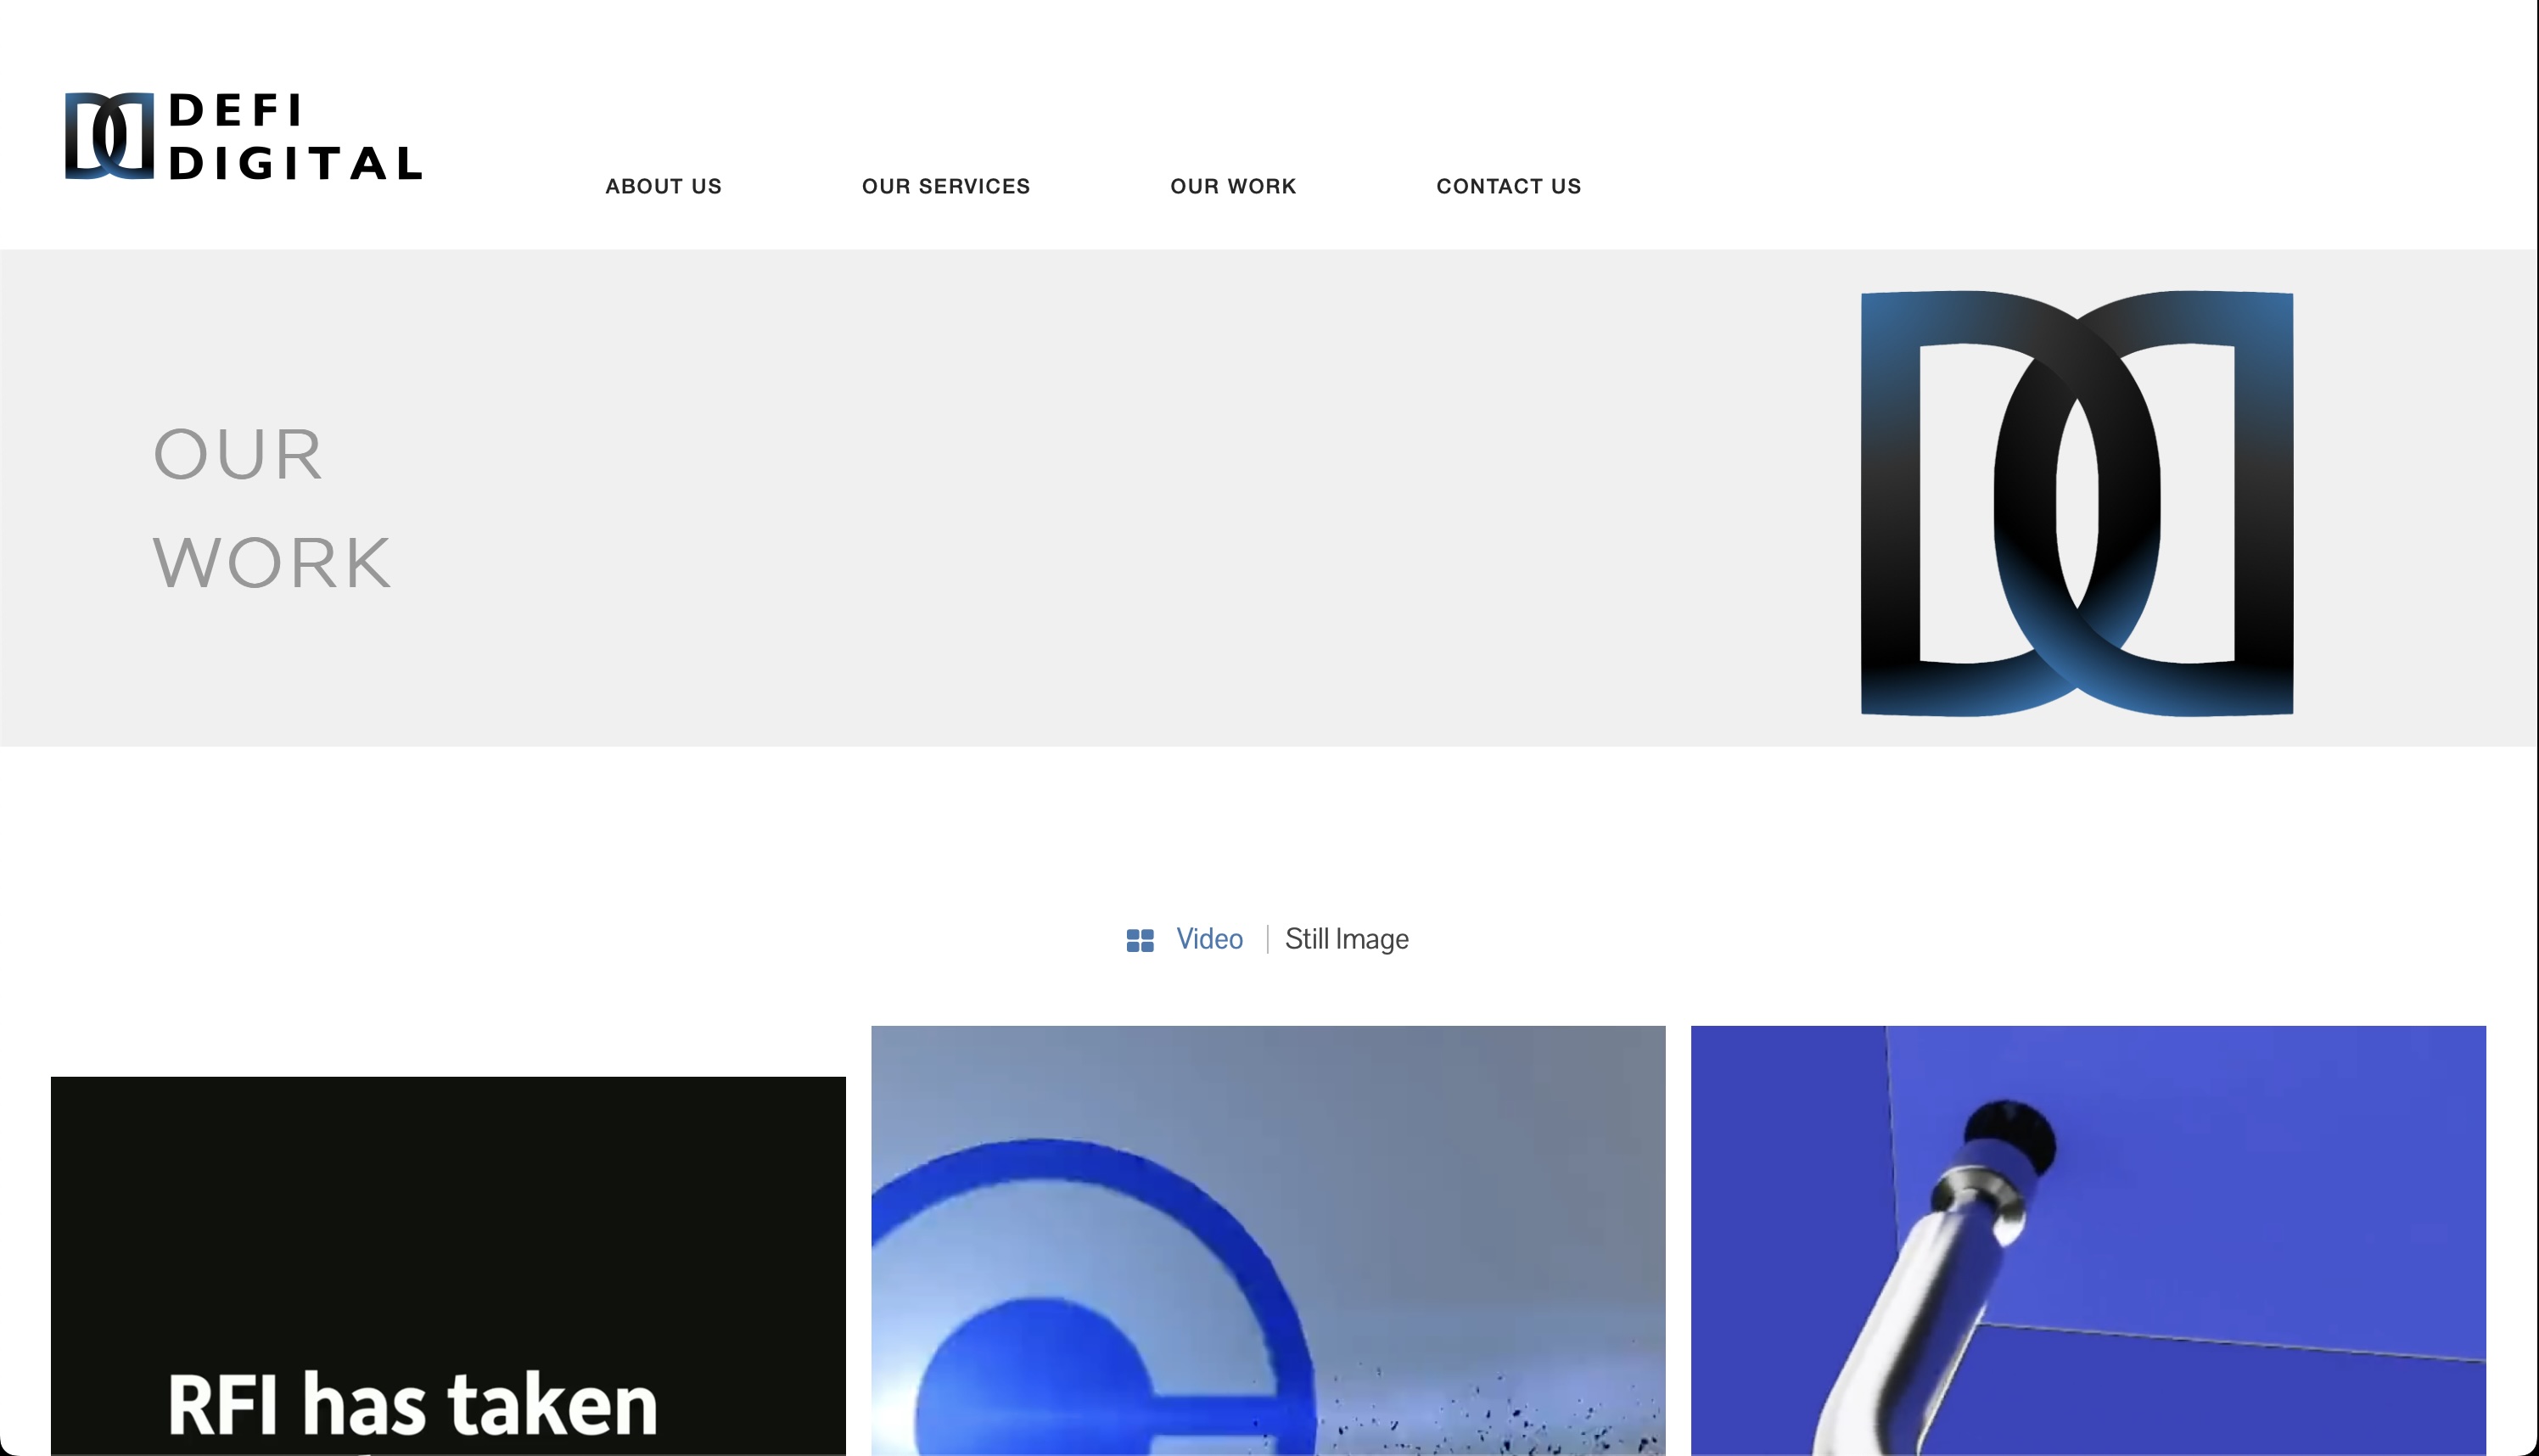 DEFI
DIGITAL
ABOUT US
OUR SERVICES
OUR WORK
CONTACT US
OUR
WORK
Video
Still Image
RFI has taken